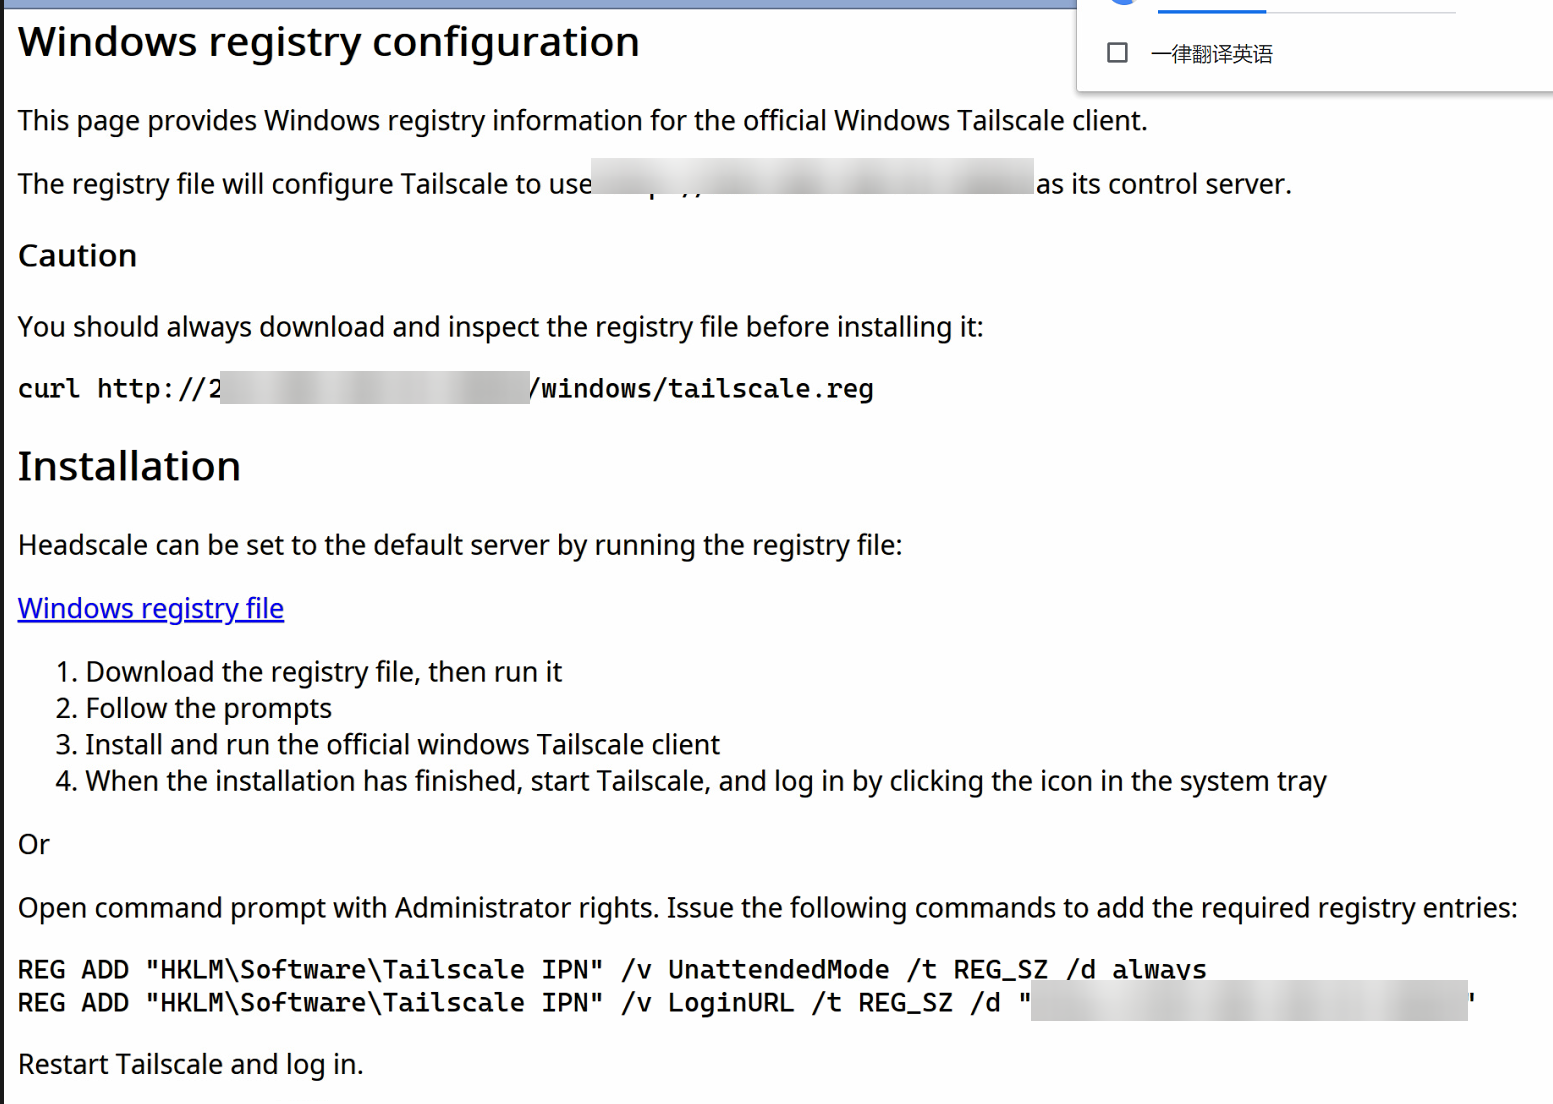 一律翻译英语
Windows registry configuration
This page provides Windows registry information for the official Windows Tailscale client.
The registry file will configure Tailscale to use as its control server.
Caution
You should always download and inspect the registry file before installing it:
curl http://2 /windows/tailscale.reg
Installation
Headscale can be set to the default server by running the registry file:
Windows registry file
1. Download the registry file, then run it
2. Follow the prompts
3. Install and run the official windows Tailscale client
4. When the installation has finished, start Tailscale, and log in by clicking the icon in the system tray
Or
Open command prompt with Administrator rights. Issue the following commands to add the required registry entries:
REG ADD "HKLM\Software\Tailscale IPN" /v UnattendedMode /t REG_SZ /d always
REG ADD "HKLM\Software\Tailscale IPN" /v LoginURL /t REG_SZ /d " "
Restart Tailscale and log in.